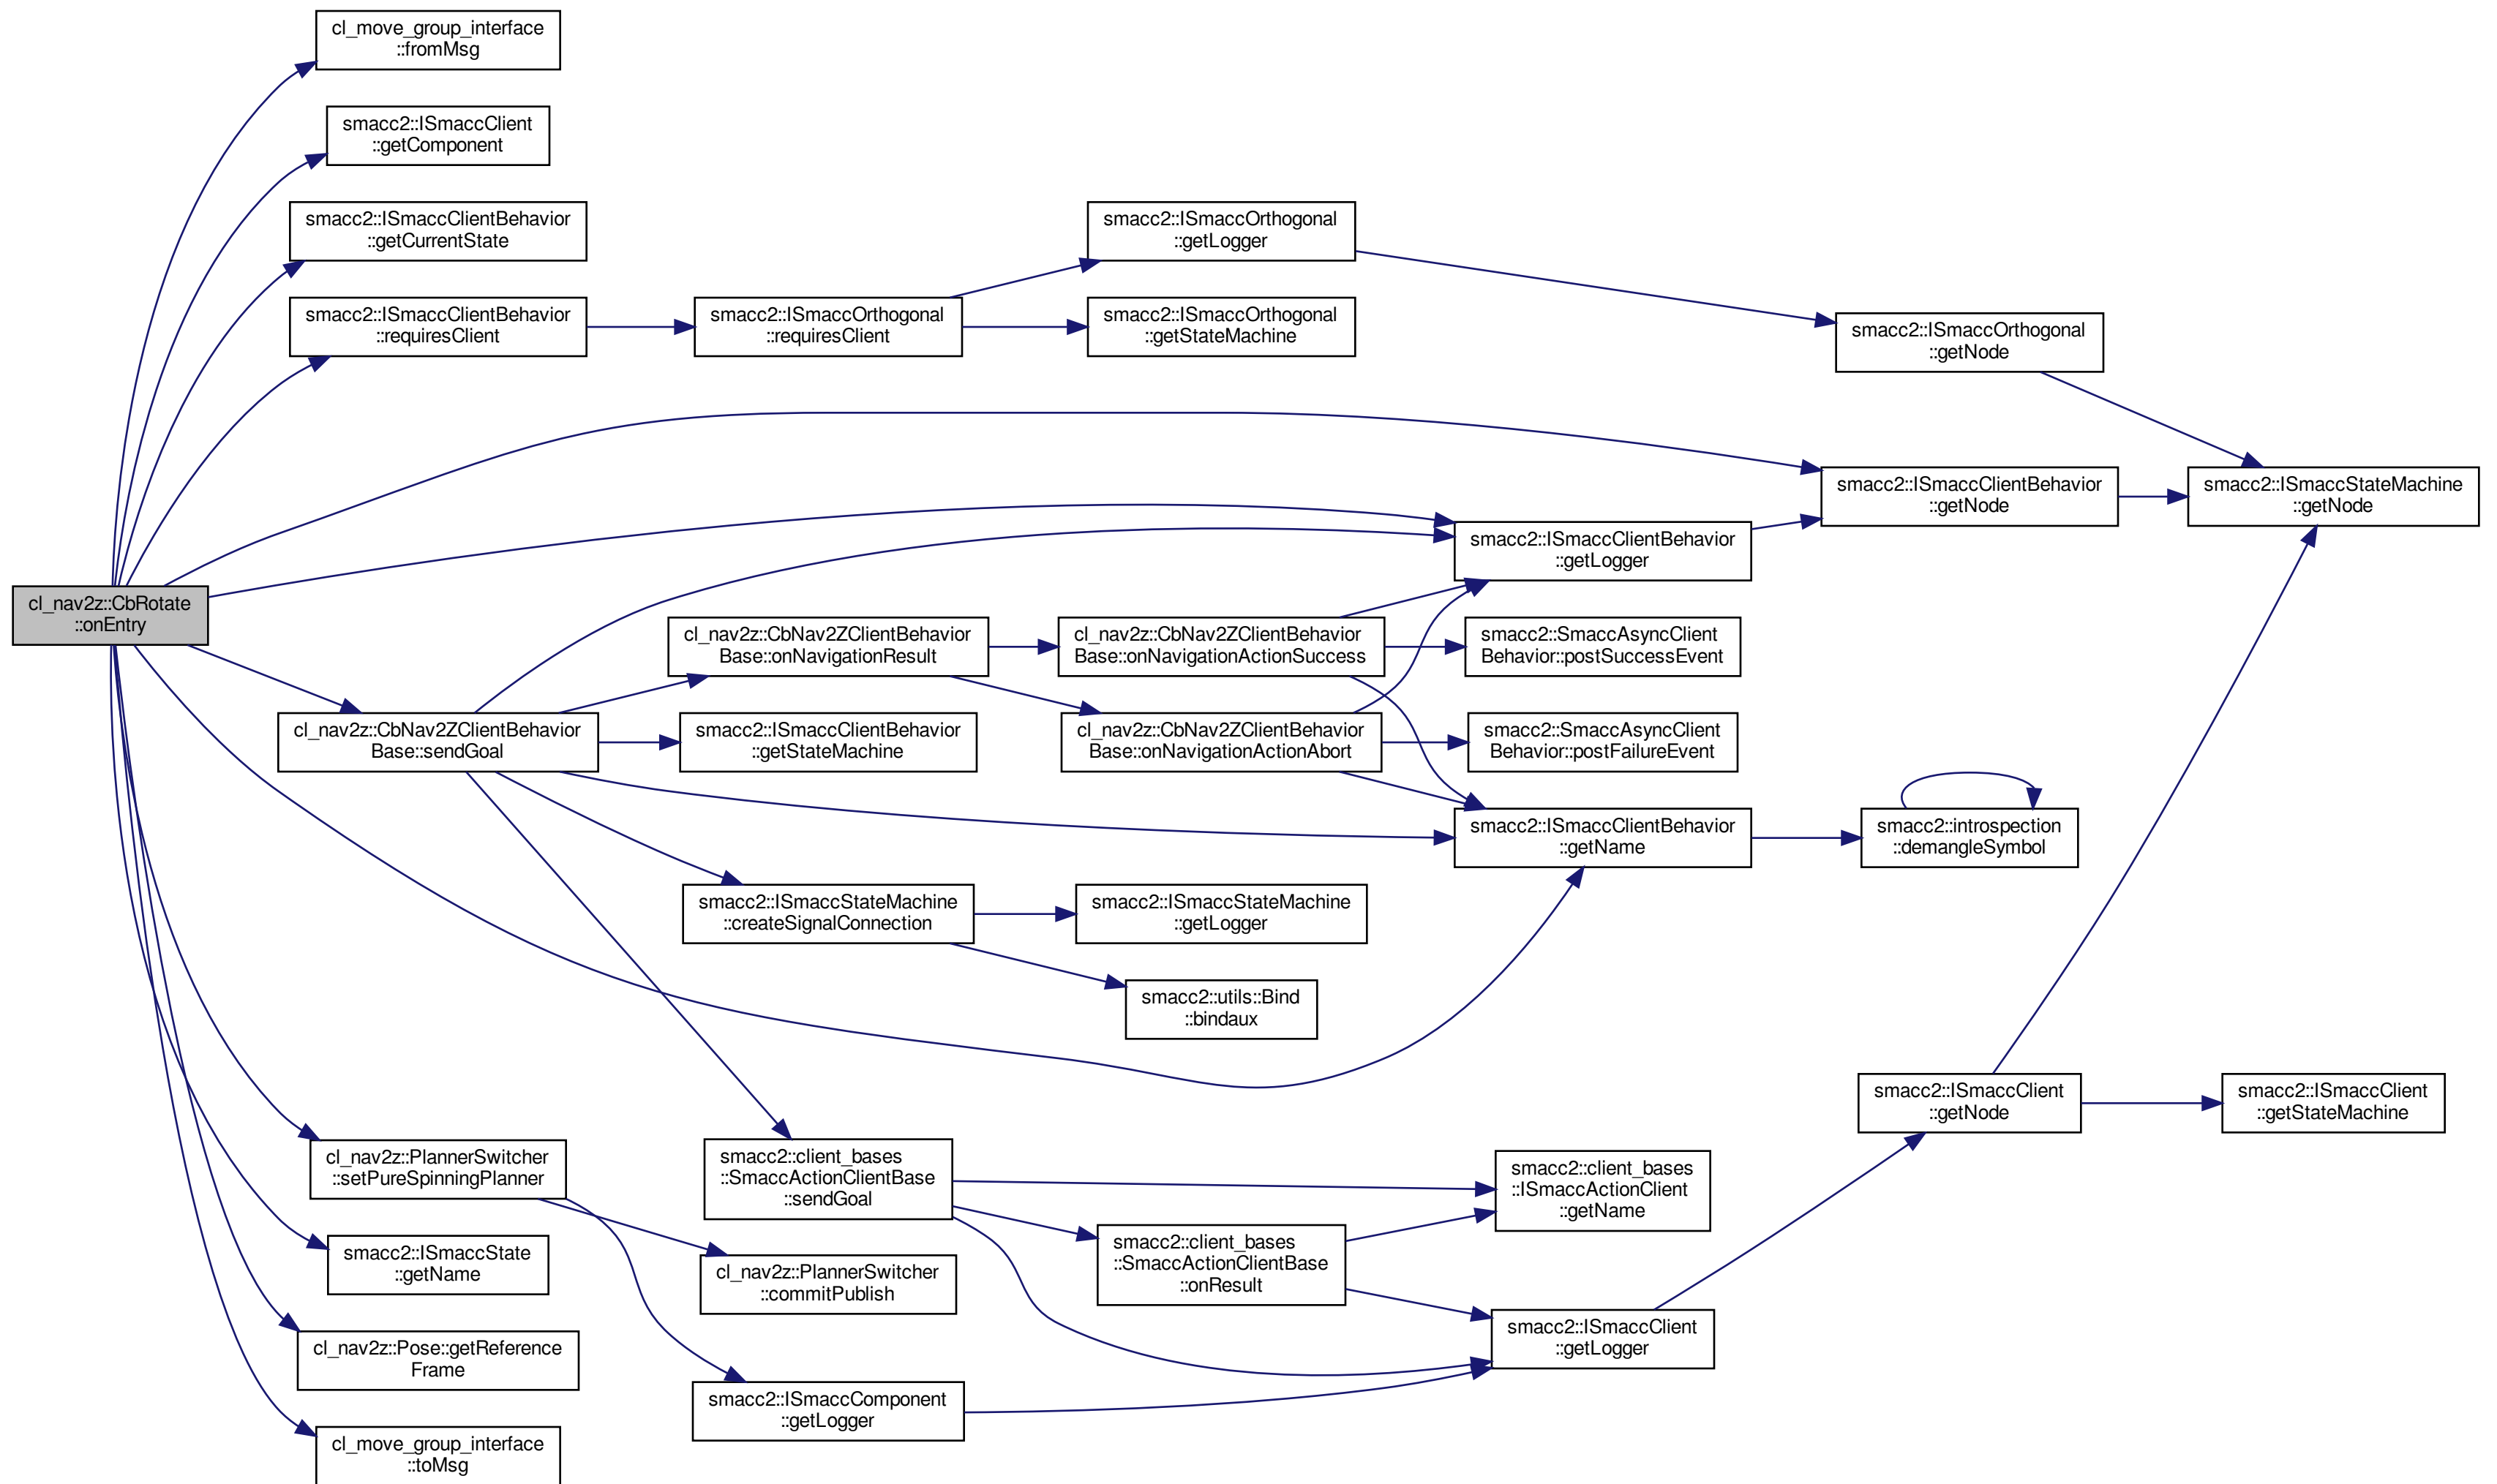 cl_move_group_interface
::fromMsg
smacc2::ISmaccClient
::getComponent
smacc2::ISmaccClientBehavior
::getCurrentState
smacc2::ISmaccClientBehavior
::requiresClient
smacc2::ISmaccOrthogonal
::requiresClient
smacc2::ISmaccOrthogonal
::getLogger
smacc2::ISmaccOrthogonal
::getStateMachine
smacc2::ISmaccOrthogonal
::getNode
smacc2::ISmaccClientBehavior
::getNode
smacc2::ISmaccStateMachine
::getNode
smacc2::ISmaccClientBehavior
::getLogger
cl_nav2z::CbRotate
::onEntry
cl_nav2z::CbNav2ZClientBehavior
Base::onNavigationResult
cl_nav2z::CbNav2ZClientBehavior
Base::onNavigationActionSuccess
smacc2::SmaccAsyncClient
Behavior::postSuccessEvent
cl_nav2z::CbNav2ZClientBehavior
Base::sendGoal
smacc2::ISmaccClientBehavior
::getStateMachine
cl_nav2z::CbNav2ZClientBehavior
Base::onNavigationActionAbort
smacc2::SmaccAsyncClient
Behavior::postFailureEvent
smacc2::ISmaccClientBehavior
::getName
smacc2::introspection
::demangleSymbol
smacc2::ISmaccStateMachine
::createSignalConnection
smacc2::ISmaccStateMachine
::getLogger
smacc2::utils::Bind
::bindaux
smacc2::ISmaccClient
::getNode
smacc2::ISmaccClient
::getStateMachine
cl_nav2z::PlannerSwitcher
::setPureSpinningPlanner
smacc2::client_bases
::SmaccActionClientBase
::sendGoal
smacc2::client_bases
::ISmaccActionClient
::getName
smacc2::client_bases
::SmaccActionClientBase
::onResult
smacc2::ISmaccState
::getName
cl_nav2z::PlannerSwitcher
::commitPublish
smacc2::ISmaccClient
::getLogger
cl_nav2z::Pose::getReference
Frame
smacc2::ISmaccComponent
::getLogger
cl_move_group_interface
::toMsg